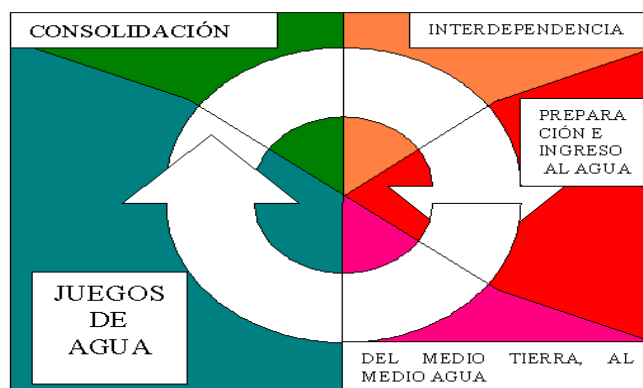 CONSOLIDACIÓN
INTERDEPENDENCIA
PREPARA
CIÓN E
INGRESO
AL AGUA
JUEGOS
DE
AGUA
DEL MEDIO TIERRA, AL
MEDIO AGUA